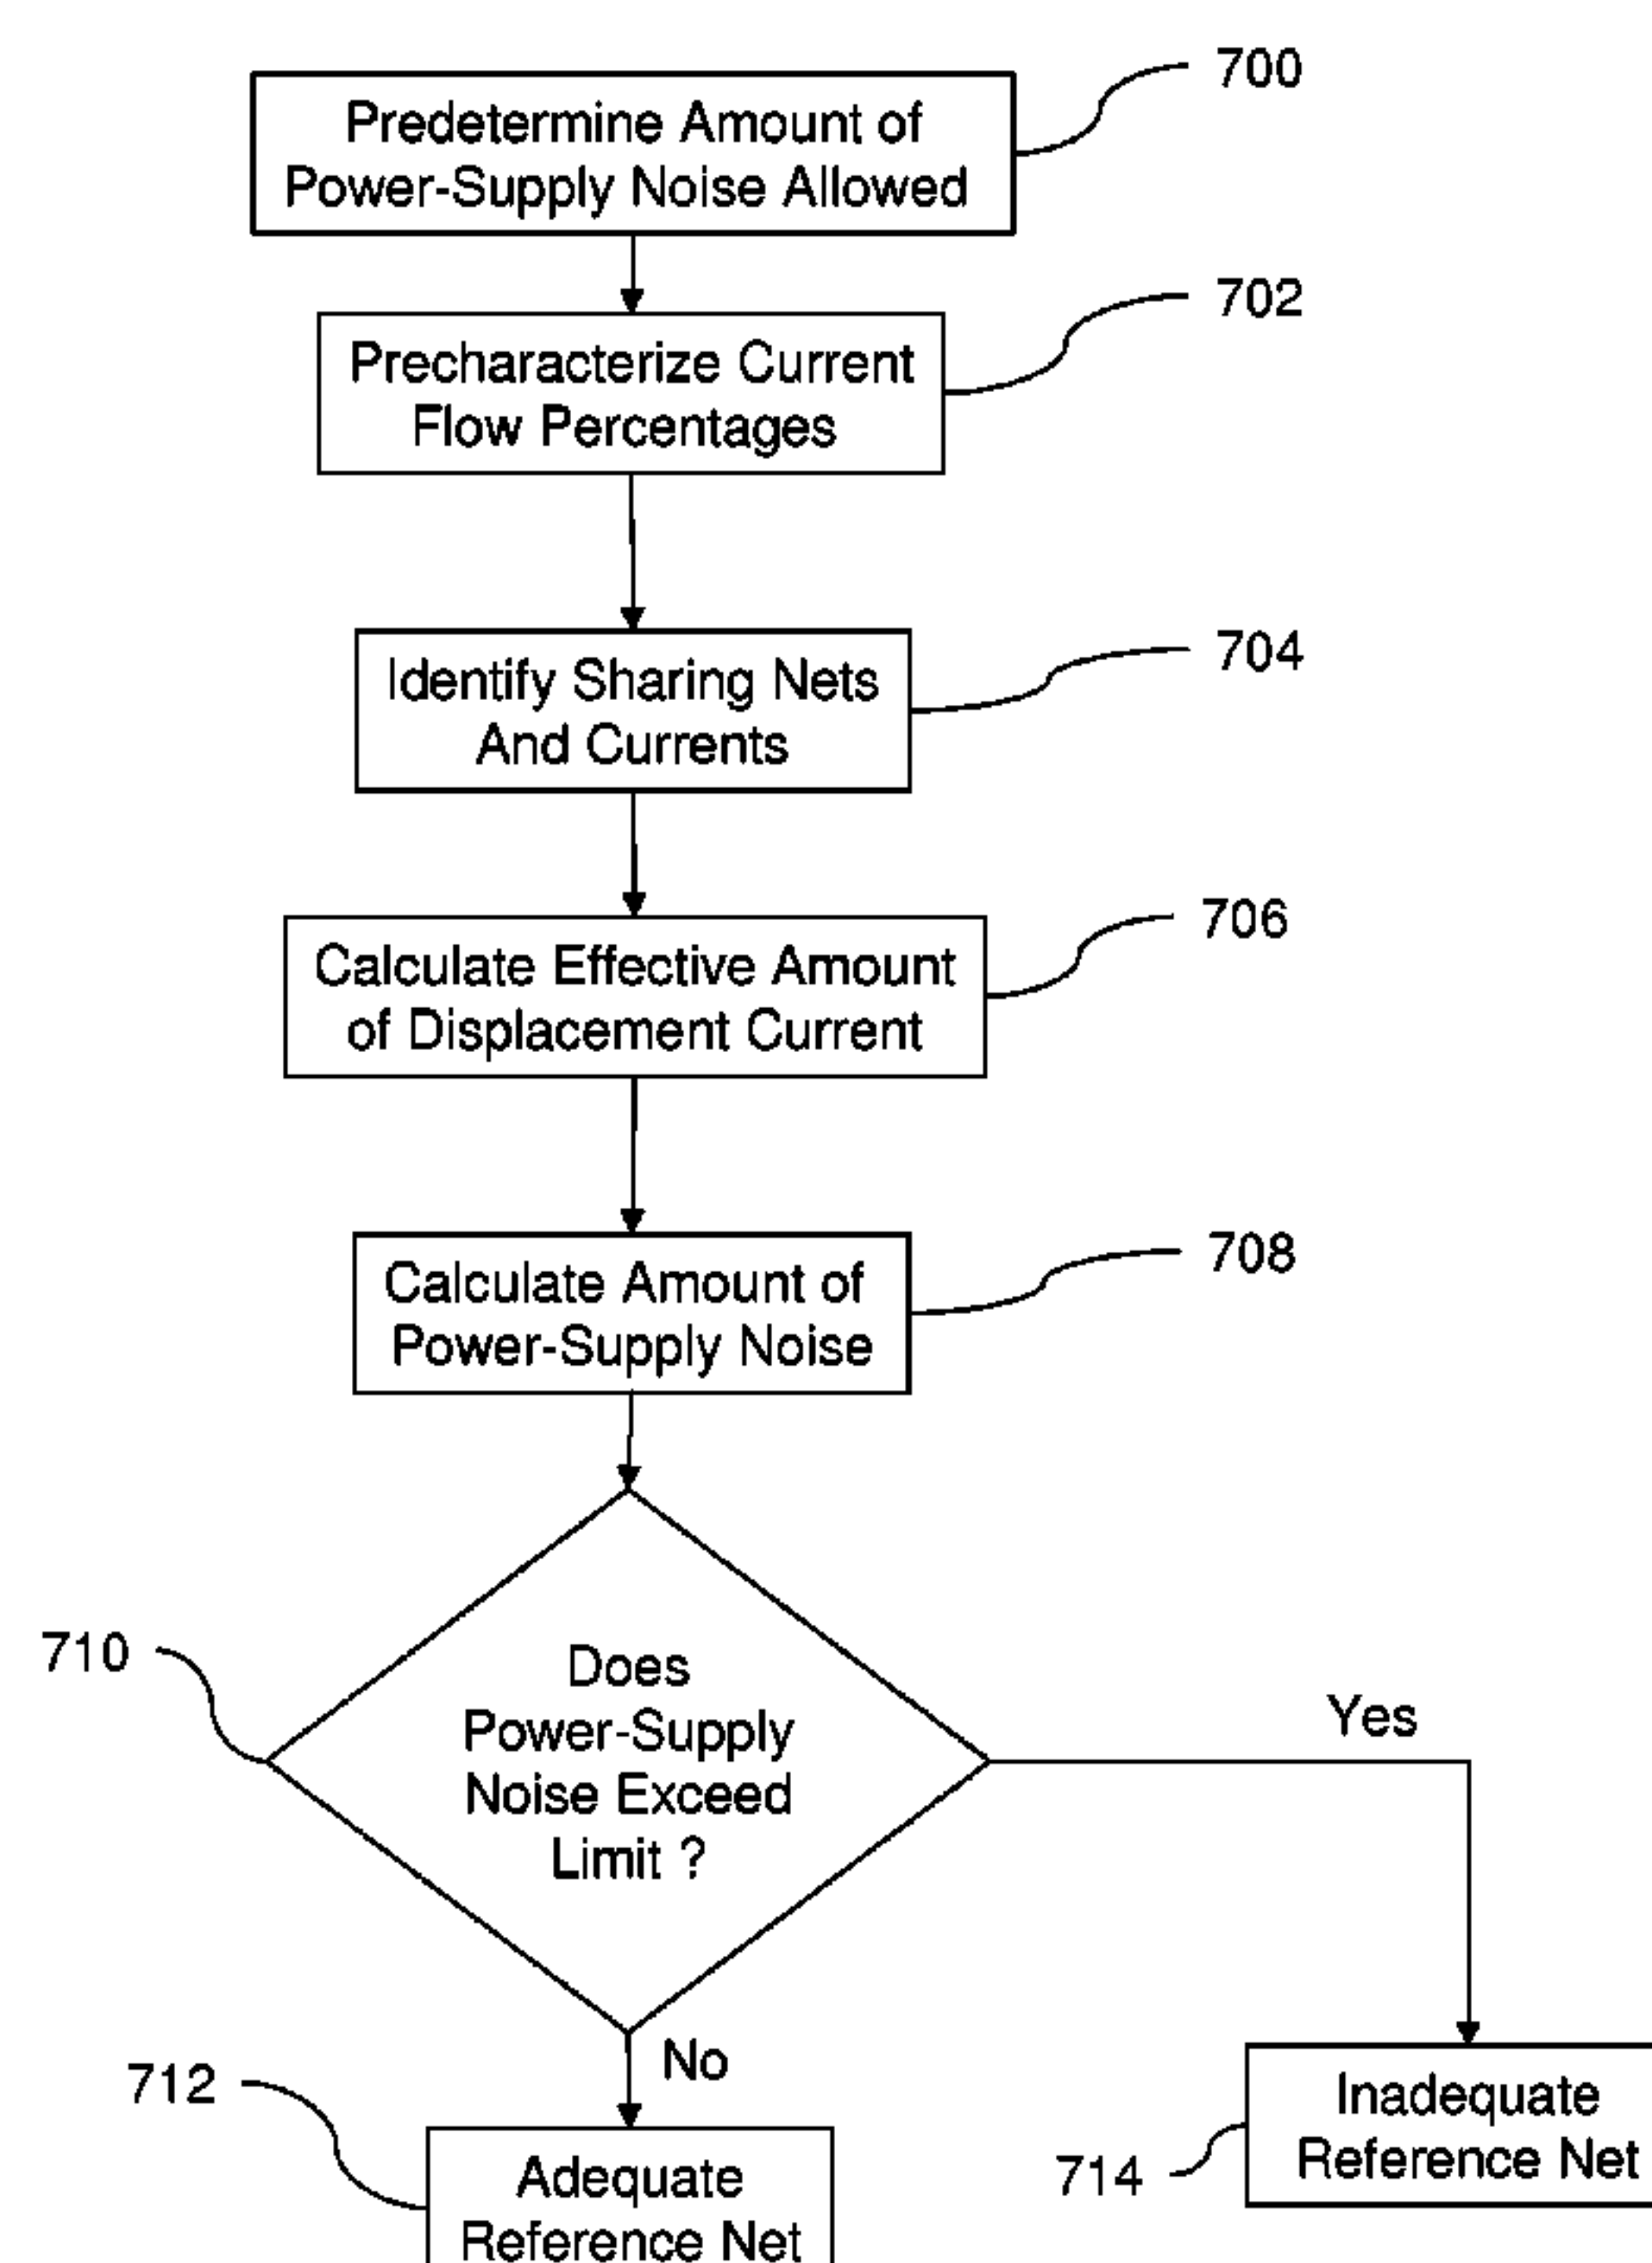 700
Predetermine Amount of
Power-Supply Noise Allowed
702
Precharacterize Current
Flow Percentages
704
Identify Sharing Nets
And Currents
706
Calculate Effective Amount
of Displacement Current
708
Calculate Amount of
Power-Supply Noise
710
Does
Power-Supply
Noise Exceed
Limit ?
Yes
No
712
Adequate
Reference Net
Inadequate
Reference Net
714